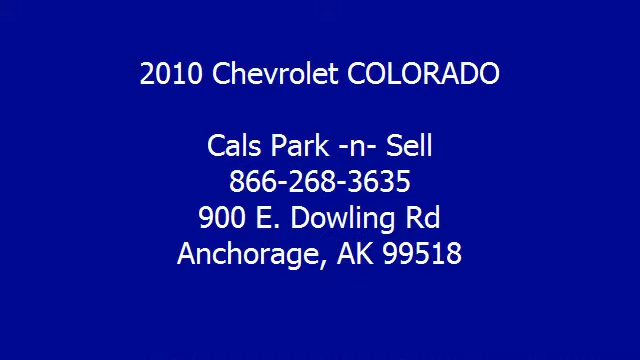 2010 Chevrolet COLORADO
Cals Park -n- Sell
866-268-3635
900 E. Dowling Rd
Anchorage, AK 99518